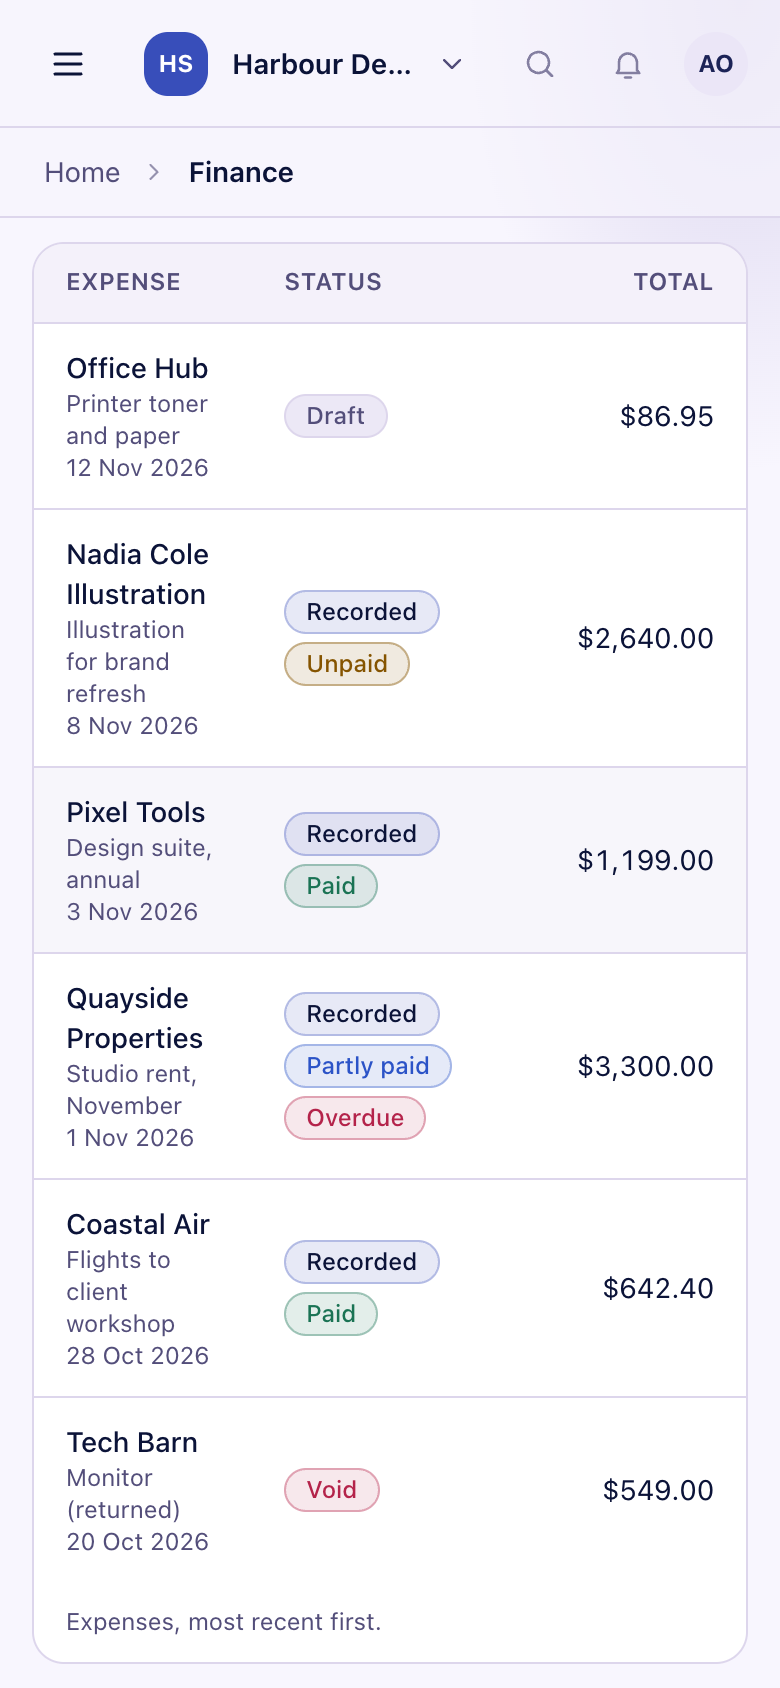 HS Harbour De... AO
Home Finance
EXPENSE STATUS TOTAL
Office Hub
Printer toner
and paper
12 Nov 2026
Draft
$86.95
Nadia Cole
Illustration
Illustration
for brand
refresh
8 Nov 2026
Recorded
Unpaid
$2,640.00
Pixel Tools
Design suite,
annual
3 Nov 2026
Recorded
Paid
$1,199.00
Quayside
Properties
Studio rent,
November
1 Nov 2026
Recorded
Partly paid
Overdue
$3,300.00
Coastal Air
Flights to
client
workshop
28 Oct 2026
Recorded
Paid
$642.40
Tech Barn
Monitor
(returned)
20 Oct 2026
Void
$549.00
Expenses, most recent first.